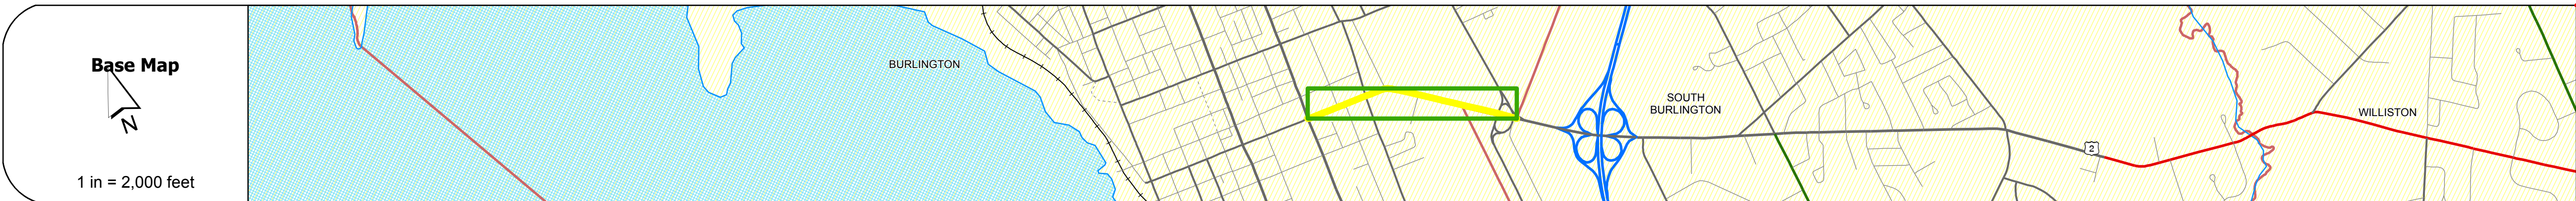 Base Map
N
1 in = 2,000 feet
BURLINGTON
SOUTH
BURLINGTON
2
WILLISTON